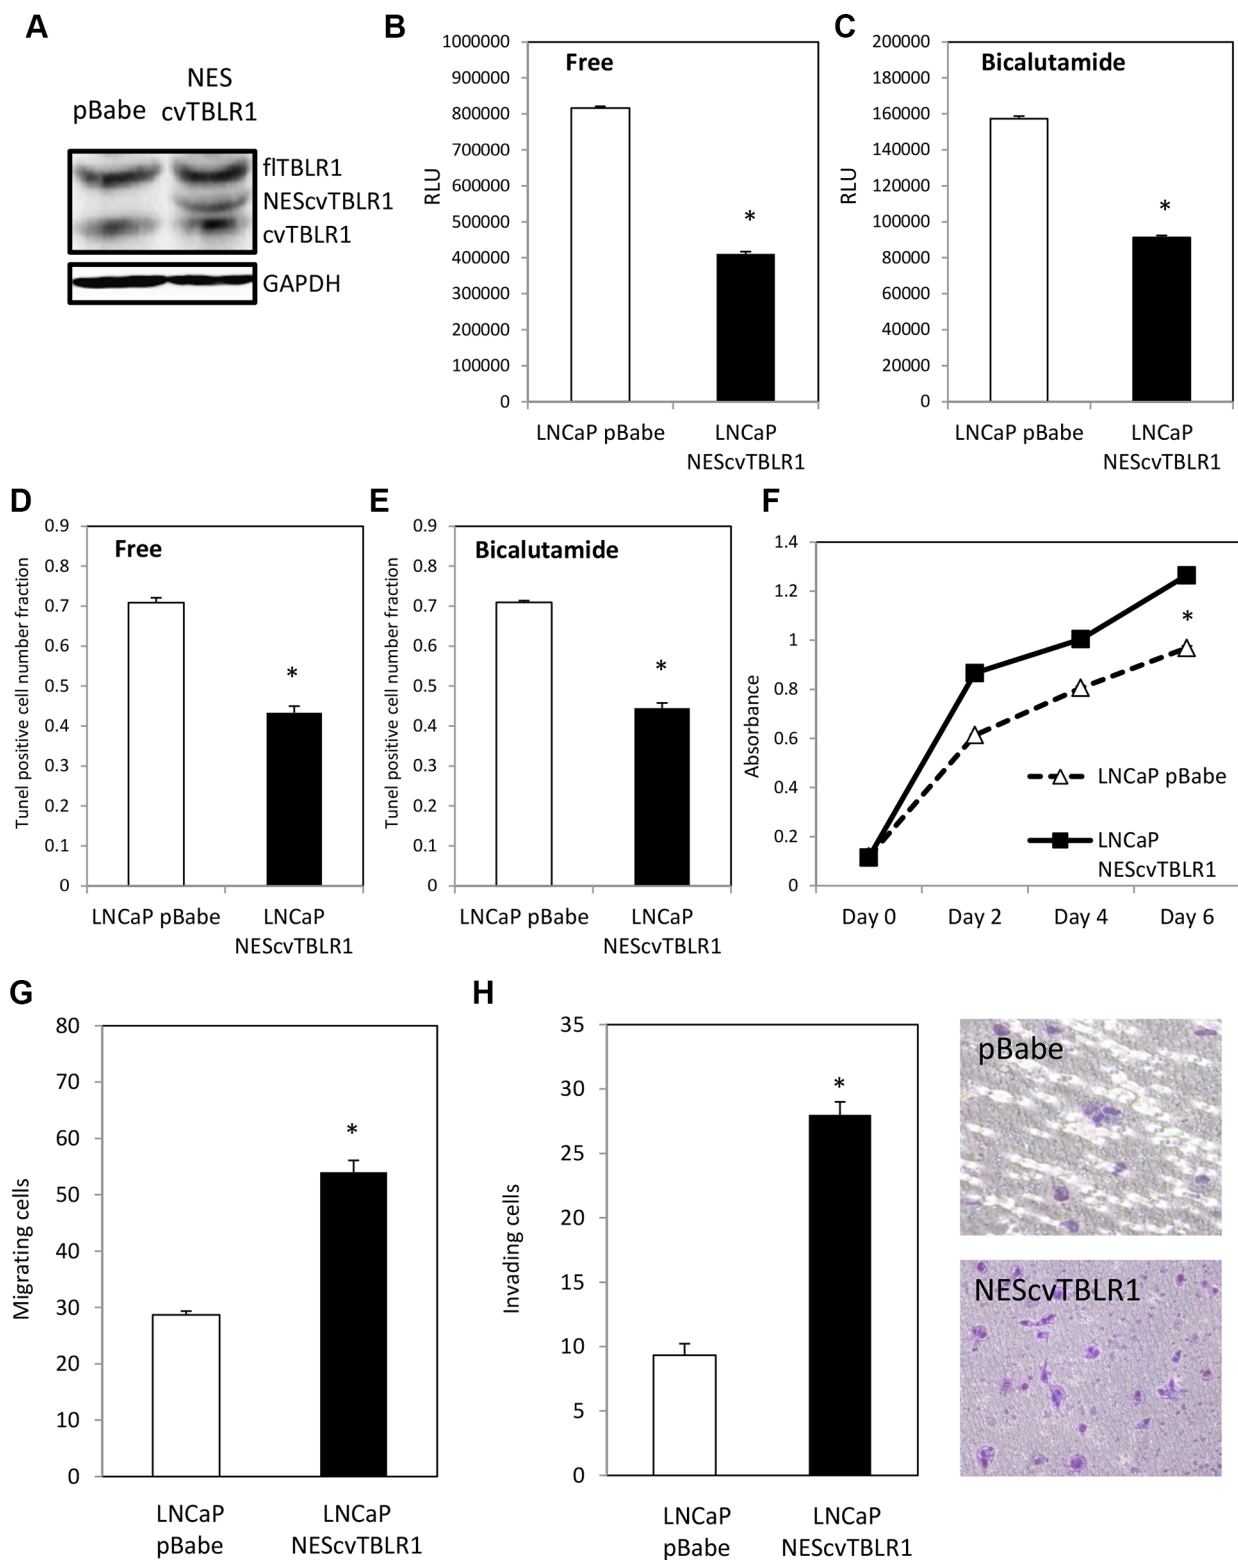 A
NES
pBabe cvTBLR1
flTBLR1
NEScvTBLR1
cvTBLR1
GAPDH
B
1000000
900000
800000
700000
600000
500000
400000
300000
200000
100000
0
RLU
Free
*
LNCaP pBabe
LNCaP
NEScvTBLR1
C
200000
180000
160000
140000
120000
100000
80000
60000
40000
20000
0
RLU
Bicalutamide
*
LNCaP pBabe
LNCaP
NEScvTBLR1
D
0.9
0.8
0.7
0.6
0.5
0.4
0.3
0.2
0.1
0
Tunel positive cell number fraction
Free
*
LNCaP pBabe
LNCaP
NEScvTBLR1
E
0.9
0.8
0.7
0.6
0.5
0.4
0.3
0.2
0.1
0
Tunel positive cell number fraction
Bicalutamide
*
LNCaP pBabe
LNCaP
NEScvTBLR1
F
1.4
1.2
1
0.8
0.6
0.4
0.2
0
Absorbance
*
LNCaP pBabe
LNCaP
NEScvTBLR1
Day 0 Day 2 Day 4 Day 6
G
80
70
60
50
40
30
20
10
0
Migrating cells
*
LNCaP
pBabe
LNCaP
NEScvTBLR1
H
35
30
25
20
15
10
5
0
Invading cells
*
LNCaP
pBabe
LNCaP
NEScvTBLR1
pBabe
NEScvTBLR1